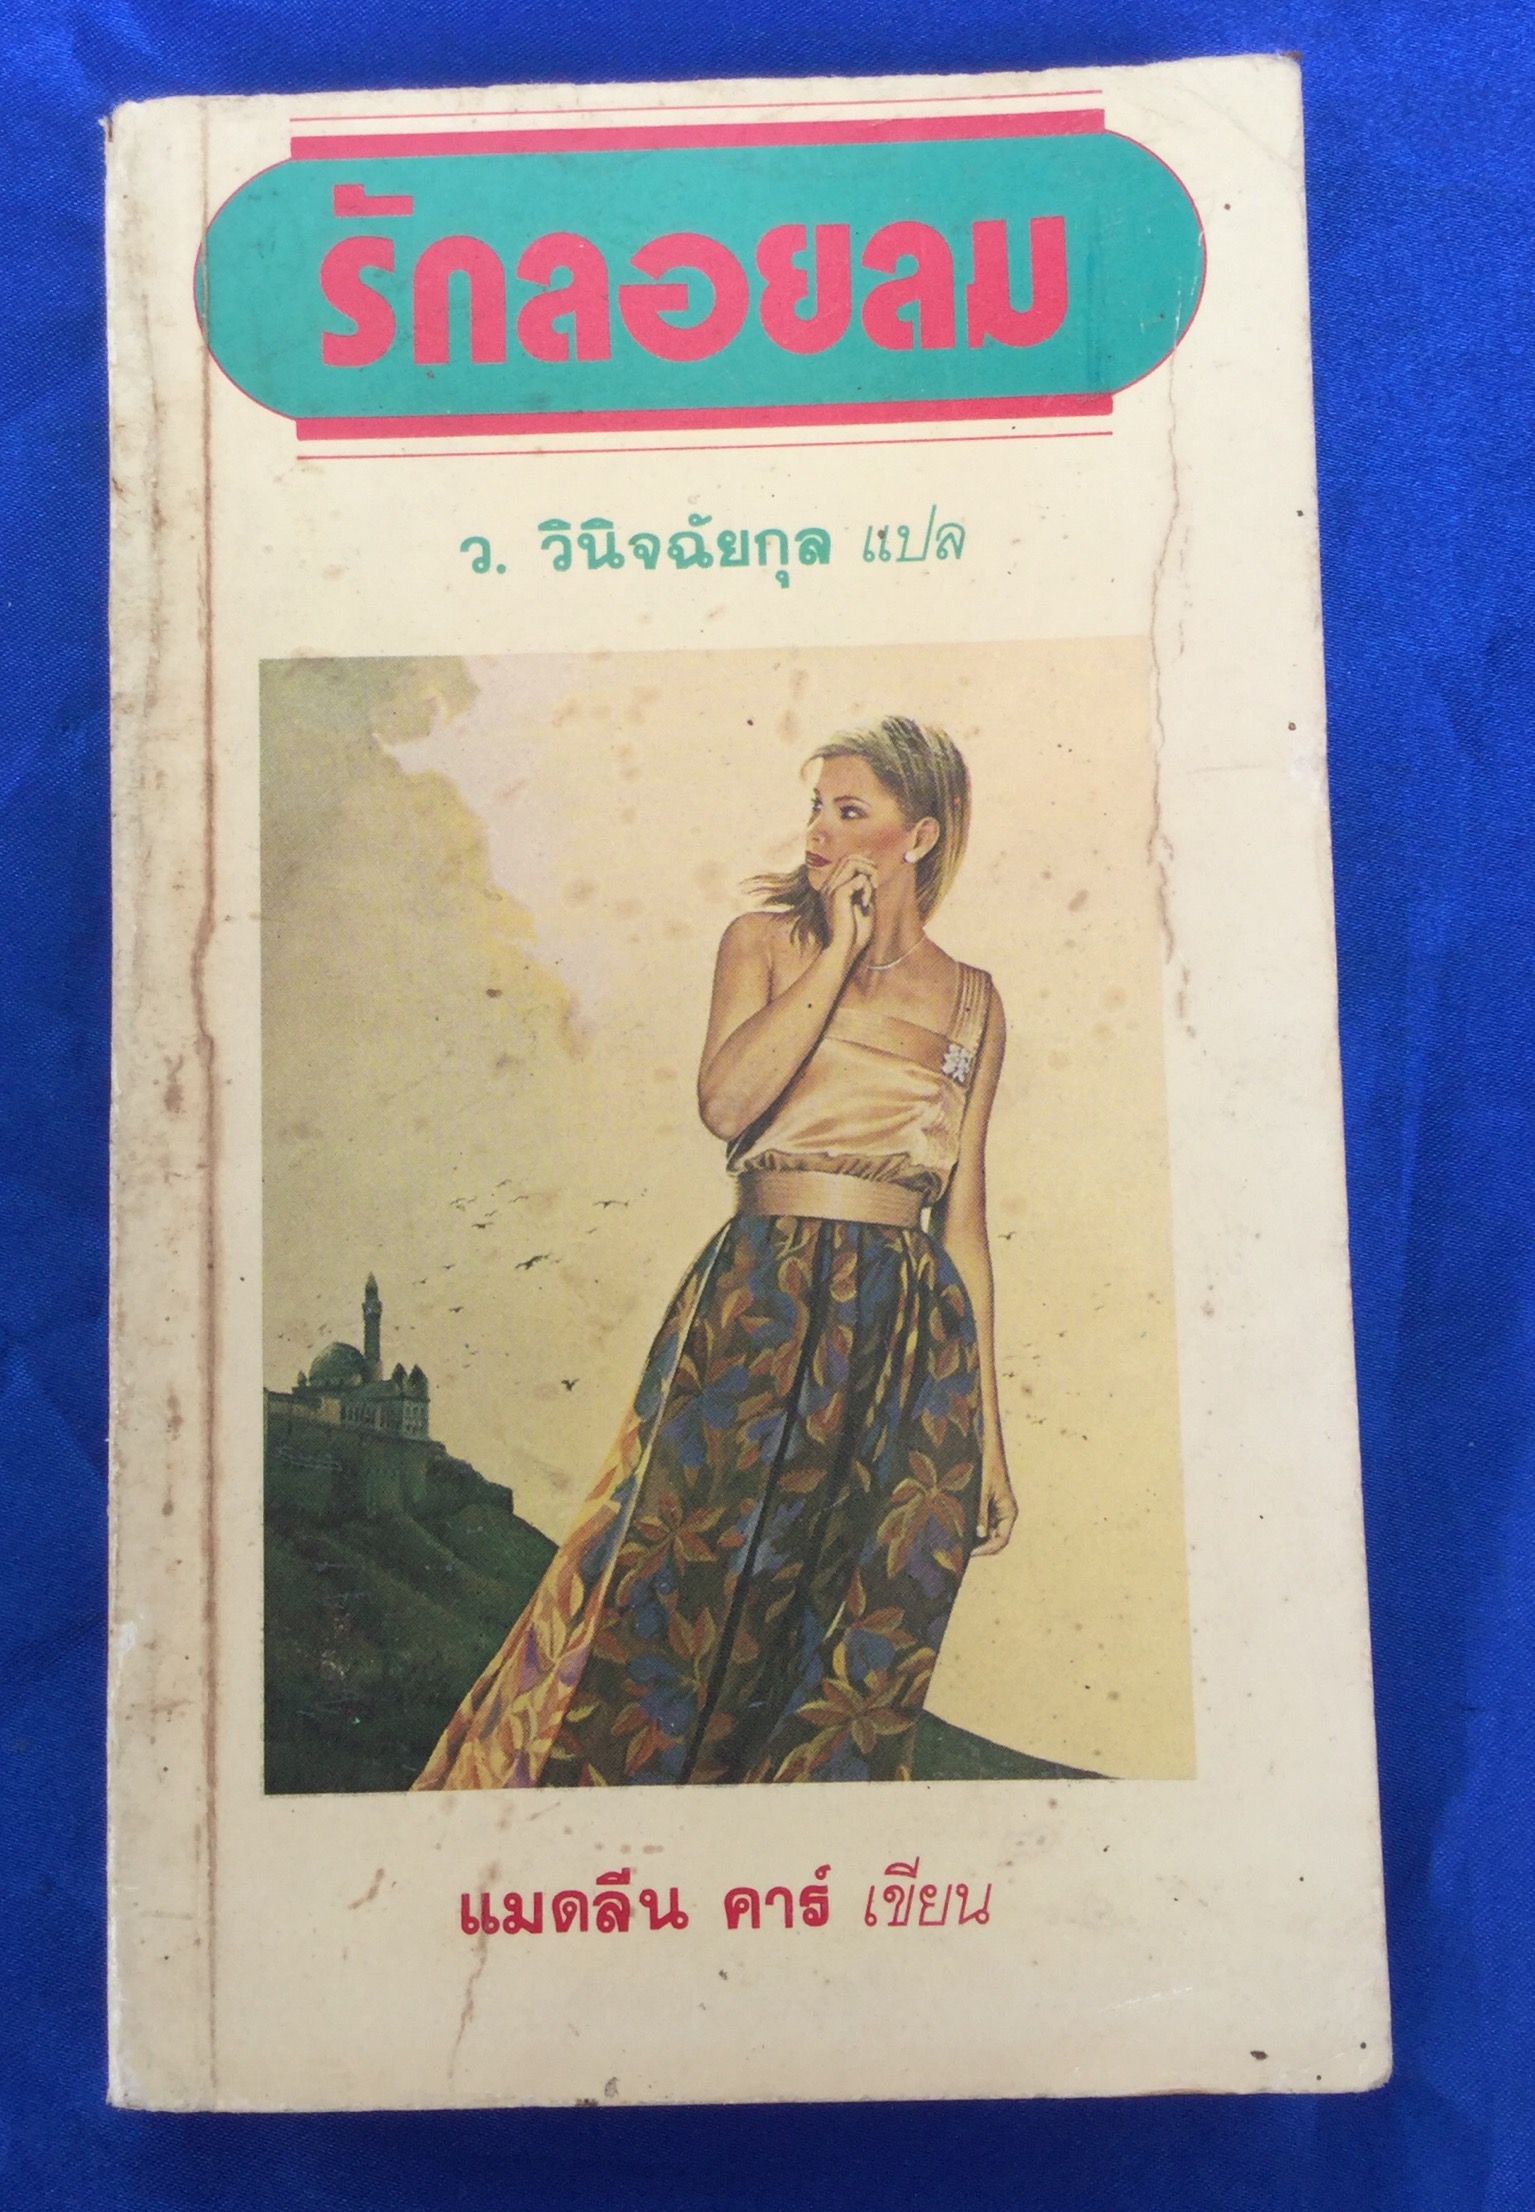 รักลอยลม
ว. วินิจฉัยกุล แปล
แมดลีน คาร์ เขียน